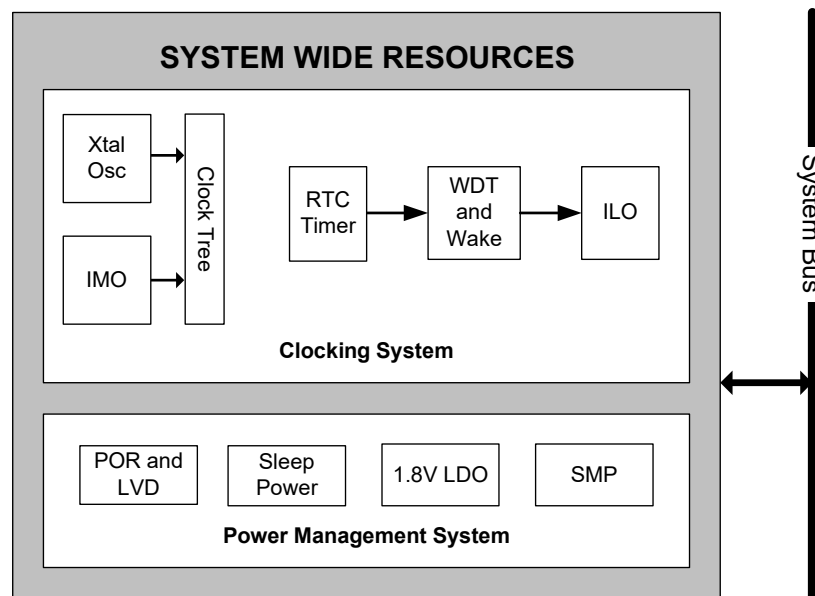 SYSTEM WIDE RESOURCES
Xtal
Osc
IMO
Clock Tree
RTC
Timer
WDT
and
Wake
ILO
Clocking System
POR and
LVD
Sleep
Power
1.8V LDO
SMP
Power Management System
System Bus